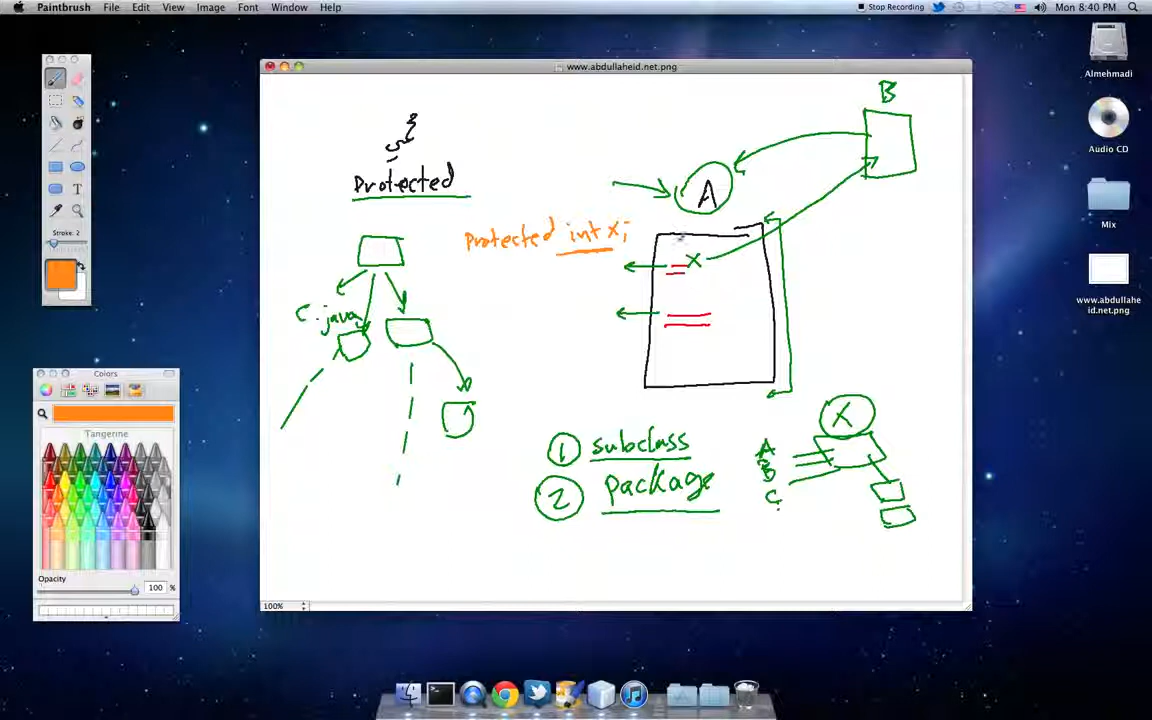 Paintbrush File Edit View Image Font Window Help
Stop Recording Mon 8:40 PM
www.abdullaheid.net.png
Almehmadi
Audio CD
Mix
www.abdullahe
id.net.png
Stroke: 2
T
Colors
Tangerine
Opacity
100 %
B
Protected
A
Protected int x;
X
C.java
1 subclass
2 package
X
A
B
C
100%